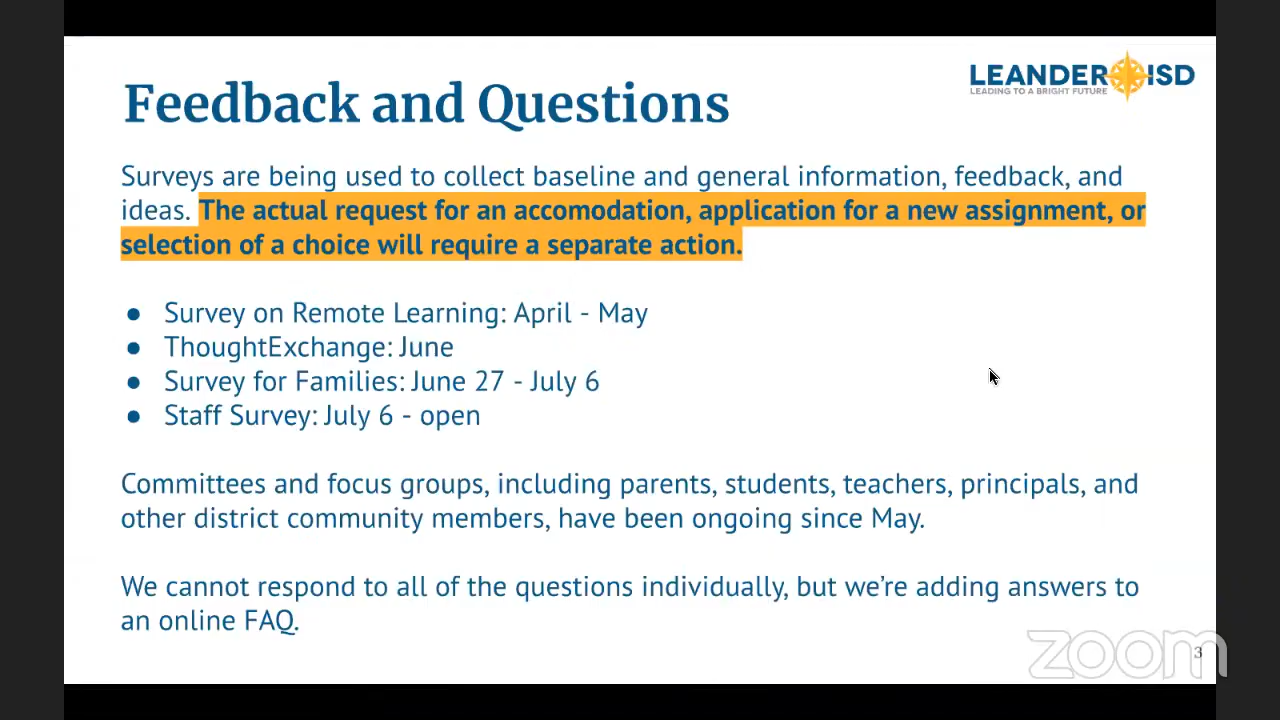 LEANDER ISD
LEADING TO A BRIGHT FUTURE
Feedback and Questions
Surveys are being used to collect baseline and general information, feedback, and
ideas. The actual request for an accomodation, application for a new assignment, or
selection of a choice will require a separate action.
● Survey on Remote Learning: April - May
● ThoughtExchange: June
● Survey for Families: June 27 - July 6
● Staff Survey: July 6 - open
Committees and focus groups, including parents, students, teachers, principals, and
other district community members, have been ongoing since May.
We cannot respond to all of the questions individually, but we’re adding answers to
an online FAQ.
zoom
3